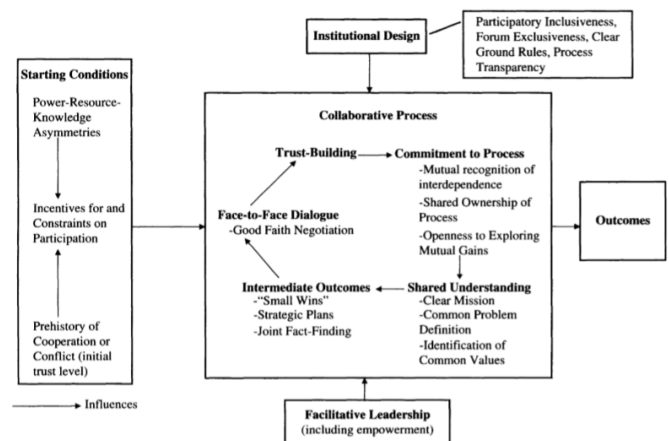 Institutional Design
Participatory Inclusiveness,
Forum Exclusiveness, Clear
Ground Rules, Process
Transparency
Starting Conditions
Power-Resource-
Knowledge
Asymmetries
Incentives for and
Constraints on
Participation
Prehistory of
Cooperation or
Conflict (initial
trust level)
Influences
Collaborative Process
Trust-Building
Commitment to Process
-Mutual recognition of
interdependence
-Shared Ownership of
Process
-Openness to Exploring
Mutual Gains
Face-to-Face Dialogue
-Good Faith Negotiation
Intermediate Outcomes
-“Small Wins”
-Strategic Plans
-Joint Fact-Finding
Shared Understanding
-Clear Mission
-Common Problem
Definition
-Identification of
Common Values
Outcomes
Facilitative Leadership
(including empowerment)